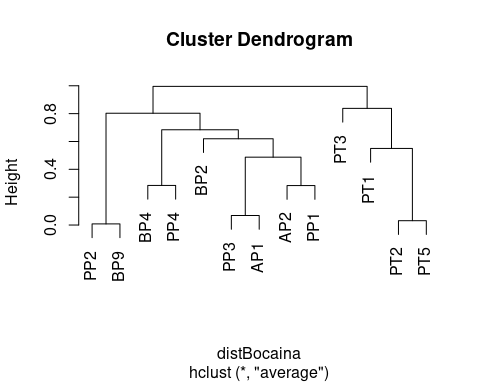 Cluster Dendrogram
Height
0.8
0.4
0.0
PT3
BP2
PT1
BP4
PP4
AP2
PP1
PP2
BP9
PP3
AP1
PT2
PT5
distBocaina
hclust (*, "average")